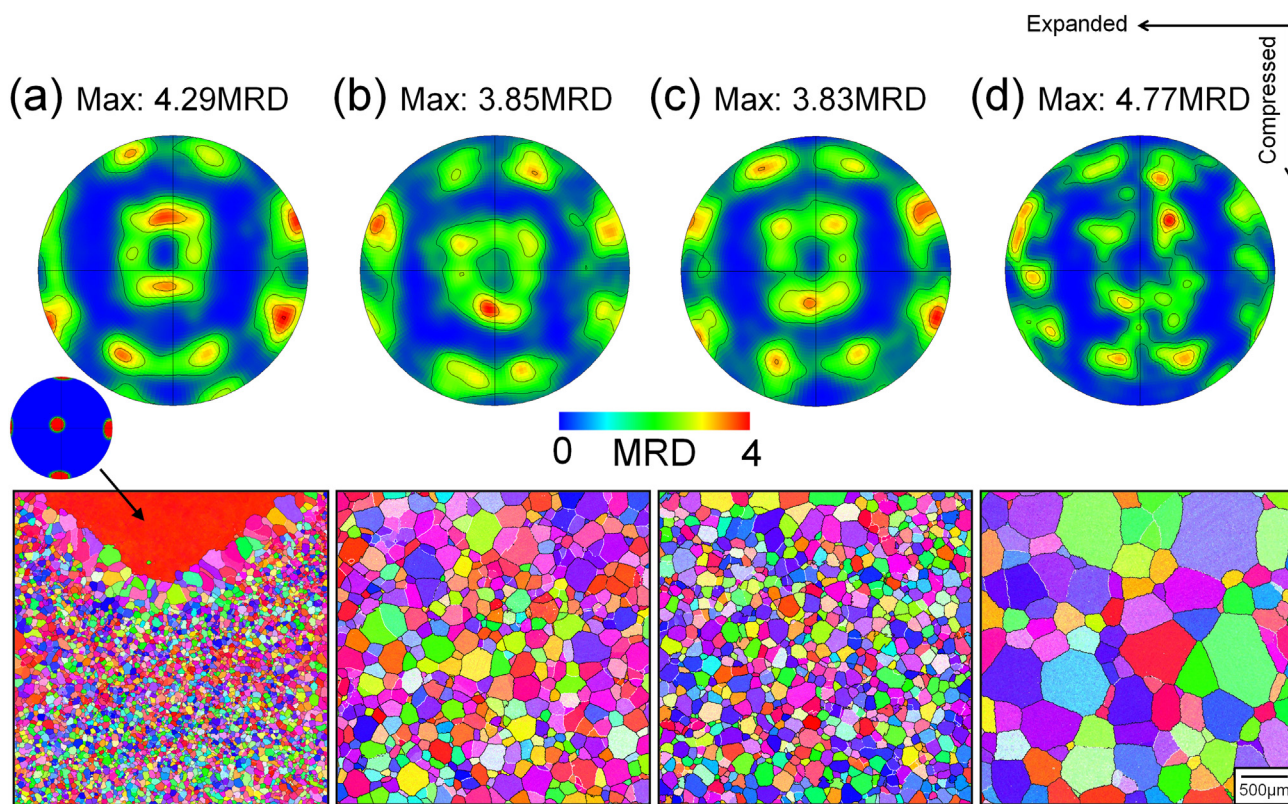 Expanded
Compressed
(a) Max: 4.29MRD
(b) Max: 3.85MRD
(c) Max: 3.83MRD
(d) Max: 4.77MRD
0 MRD 4
500μm